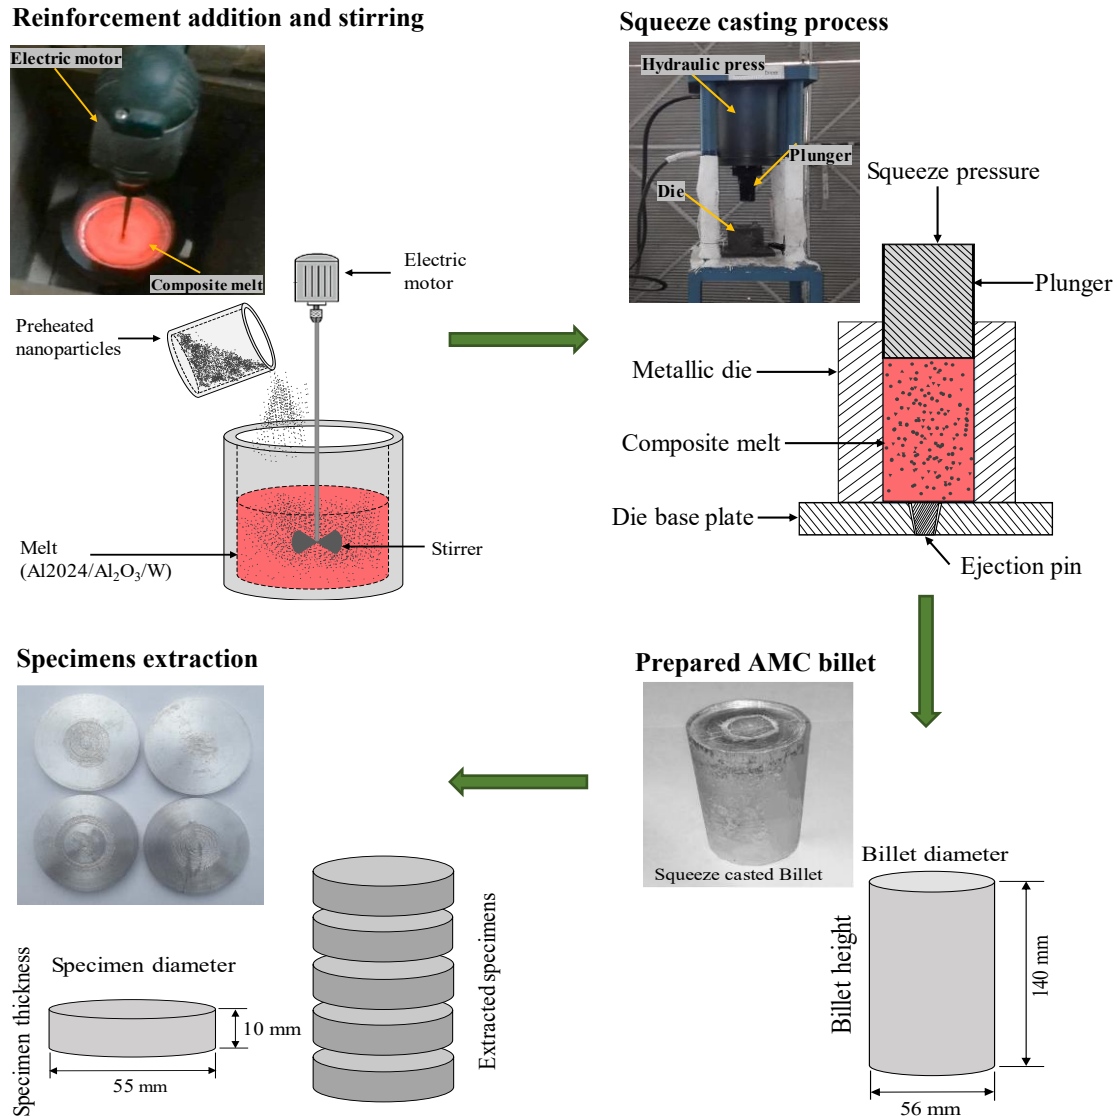 Reinforcement addition and stirring
Electric motor
Composite melt
Electric
motor
Preheated
nanoparticles
Melt
(Al2024/Al₂O₃/W)
Stirrer
Squeeze casting process
Hydraulic press
Plunger
Die
Squeeze pressure
Plunger
Metallic die
Composite melt
Die base plate
Ejection pin
Specimens extraction
Specimen thickness
Specimen diameter
10 mm
55 mm
Extracted specimens
Prepared AMC billet
Squeeze casted Billet
Billet diameter
Billet height
140 mm
56 mm